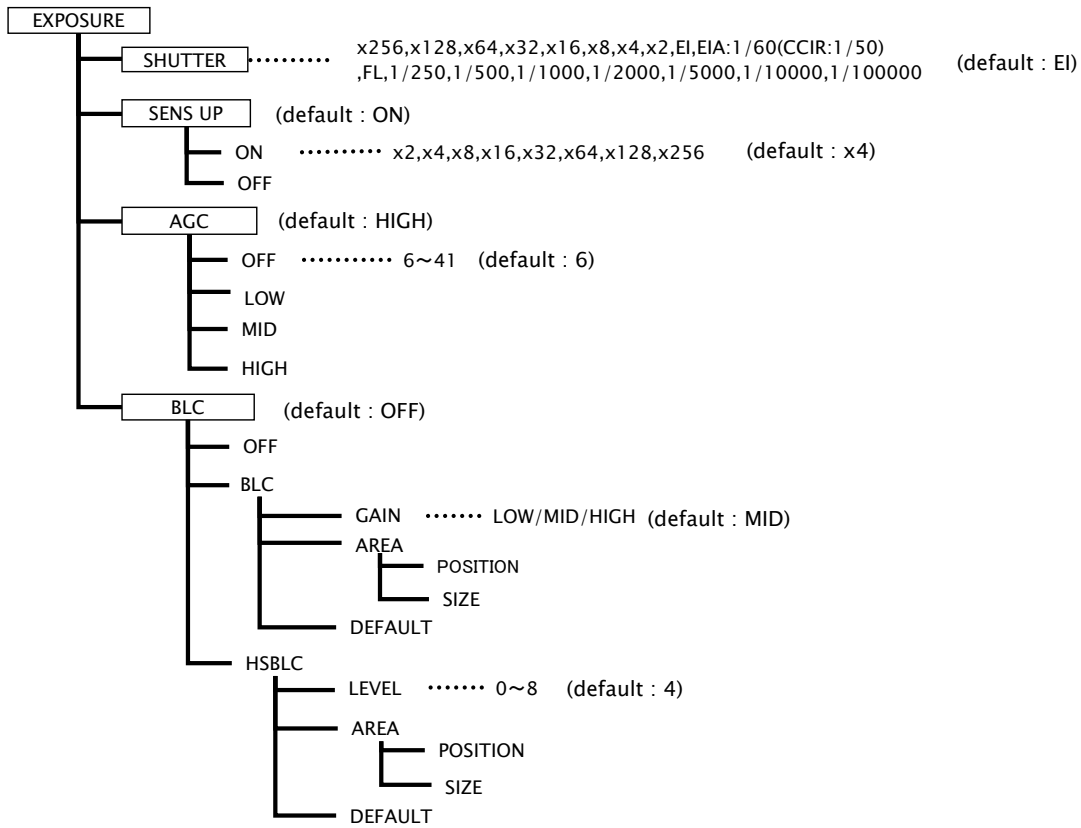 EXPOSURE
SHUTTER ·········· x256,x128,x64,x32,x16,x8,x4,x2,EI,EIA:1/60(CCIR:1/50)
,FL,1/250,1/500,1/1000,1/2000,1/5000,1/10000,1/100000 (default : EI)
SENS UP (default : ON)
ON ·········· x2,x4,x8,x16,x32,x64,x128,x256 (default : x4)
OFF
AGC (default : HIGH)
OFF ··········· 6~41 (default : 6)
LOW
MID
HIGH
BLC (default : OFF)
OFF
BLC
GAIN ······· LOW/MID/HIGH (default : MID)
AREA
POSITION
SIZE
DEFAULT
HSBLC
LEVEL ······· 0~8 (default : 4)
AREA
POSITION
SIZE
DEFAULT